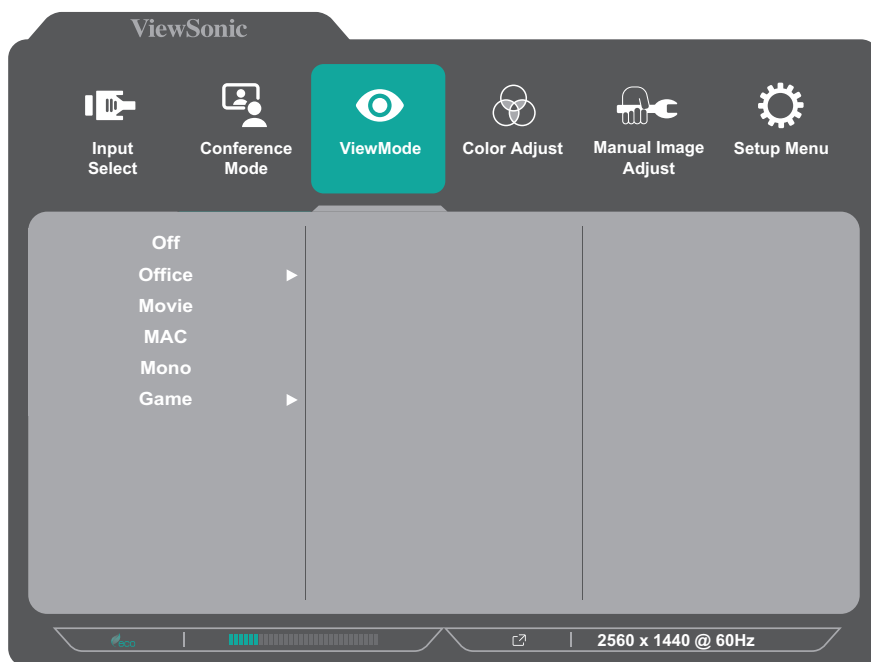 ViewSonic
Input
Select
Conference
Mode
ViewMode
Color Adjust
Manual Image
Adjust
Setup Menu
Off
Office
Movie
MAC
Mono
Game
eco
2560 x 1440 @ 60Hz